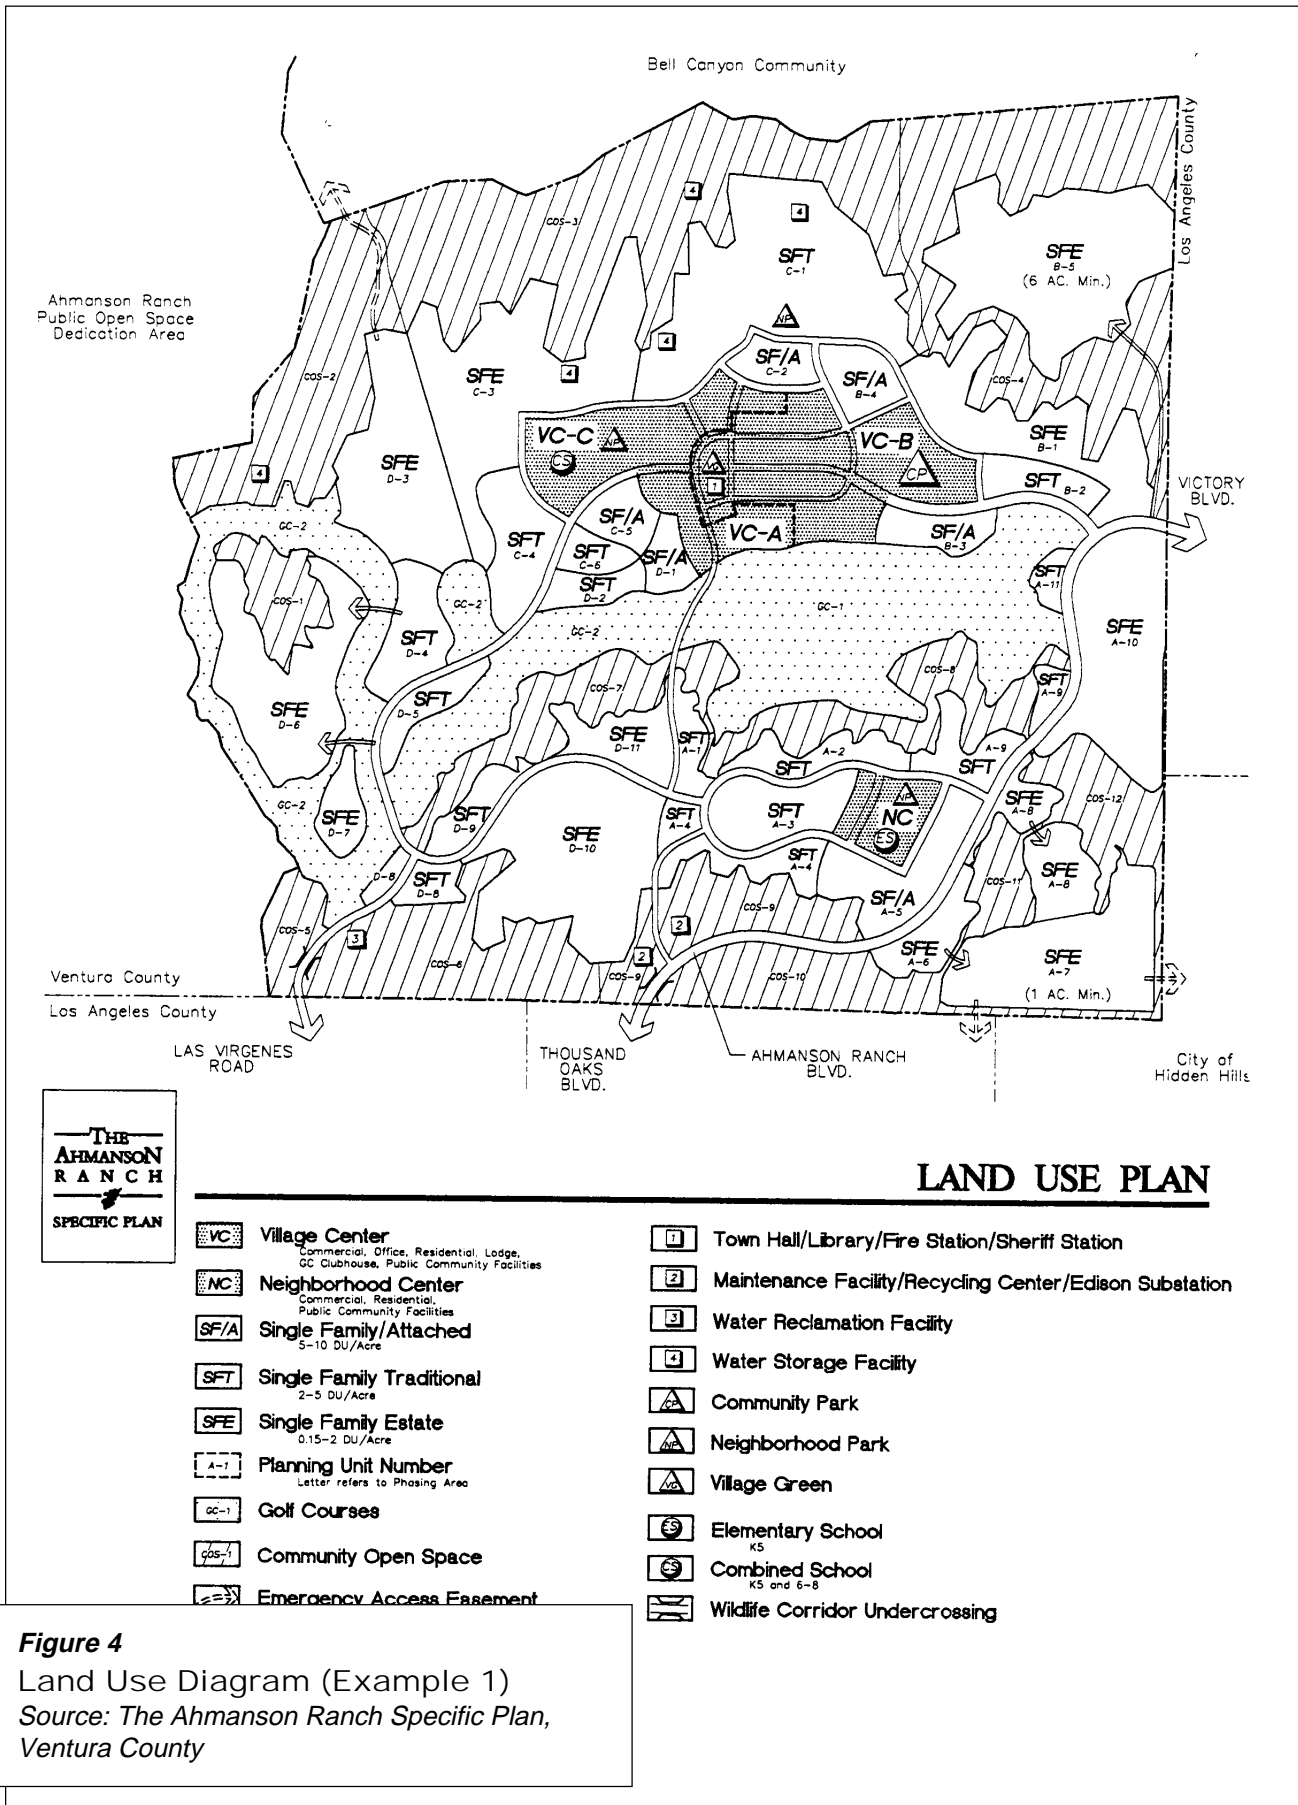 Bell Canyon Community
Los Angeles County
Ahmanson Ranch
Public Open Space
Dedication Area
4
4
COS-3
SFT
C-1
SFE
B-5
(6 AC. Min.)
NP
4
4
COS-2
SFE
C-3
SF/A
C-2
SF/A
B-4
COS-4
VC-C
NP
CS
VC-B
CP
SFE
B-1
SFE
D-3
4
VG
1
SFT B-2
VICTORY
BLVD.
GC-2
SF/A
C-5
SFT
C-4
SFT
C-6
SF/A
D-1
VC-A
SF/A
B-3
SFT
D-2
SFT
A-11
COS-1
GC-2
GC-1
GC-2
SFT
D-4
SFE
A-10
COS-7
COS-8
SFT
A-9
SFT
D-5
SFE
D-6
SFE
D-11
SFT
A-1
A-2
SFT
A-9
SFT
GC-2
SFE
D-7
SFT
D-9
SFE
D-10
SFT
A-4
SFT
A-3
NP
NC
ES
SFE
A-8
COS-12
SFT
A-4
D-8
SFT
D-8
COS-11
SFE
A-8
SF/A
A-5
COS-9
COS-5
3
COS-6
2
2
COS-9
COS-10
SFE
A-6
SFE
A-7
(1 AC. Min.)
Ventura County
Los Angeles County
LAS VIRGENES
ROAD
THOUSAND
OAKS
BLVD.
AHMANSON RANCH
BLVD.
City of
Hidden Hills
THE
AHMANSON
RANCH
SPECIFIC PLAN
LAND USE PLAN
VC Village Center
Commercial, Office, Residential, Lodge,
GC Clubhouse, Public Community Facilities
NC Neighborhood Center
Commercial, Residential,
Public Community Facilities
SF/A Single Family/Attached
5-10 DU/Acre
SFT Single Family Traditional
2-5 DU/Acre
SFE Single Family Estate
0.15-2 DU/Acre
A-1 Planning Unit Number
Letter refers to Phasing Area
GC-1 Golf Courses
COS-1 Community Open Space
Emergency Access Easement
1 Town Hall/Library/Fire Station/Sheriff Station
2 Maintenance Facility/Recycling Center/Edison Substation
3 Water Reclamation Facility
4 Water Storage Facility
CP Community Park
NP Neighborhood Park
VG Village Green
ES Elementary School
K5
CS Combined School
K5 and 6-8
Wildlife Corridor Undercrossing
Figure 4
Land Use Diagram (Example 1)
Source: The Ahmanson Ranch Specific Plan,
Ventura County